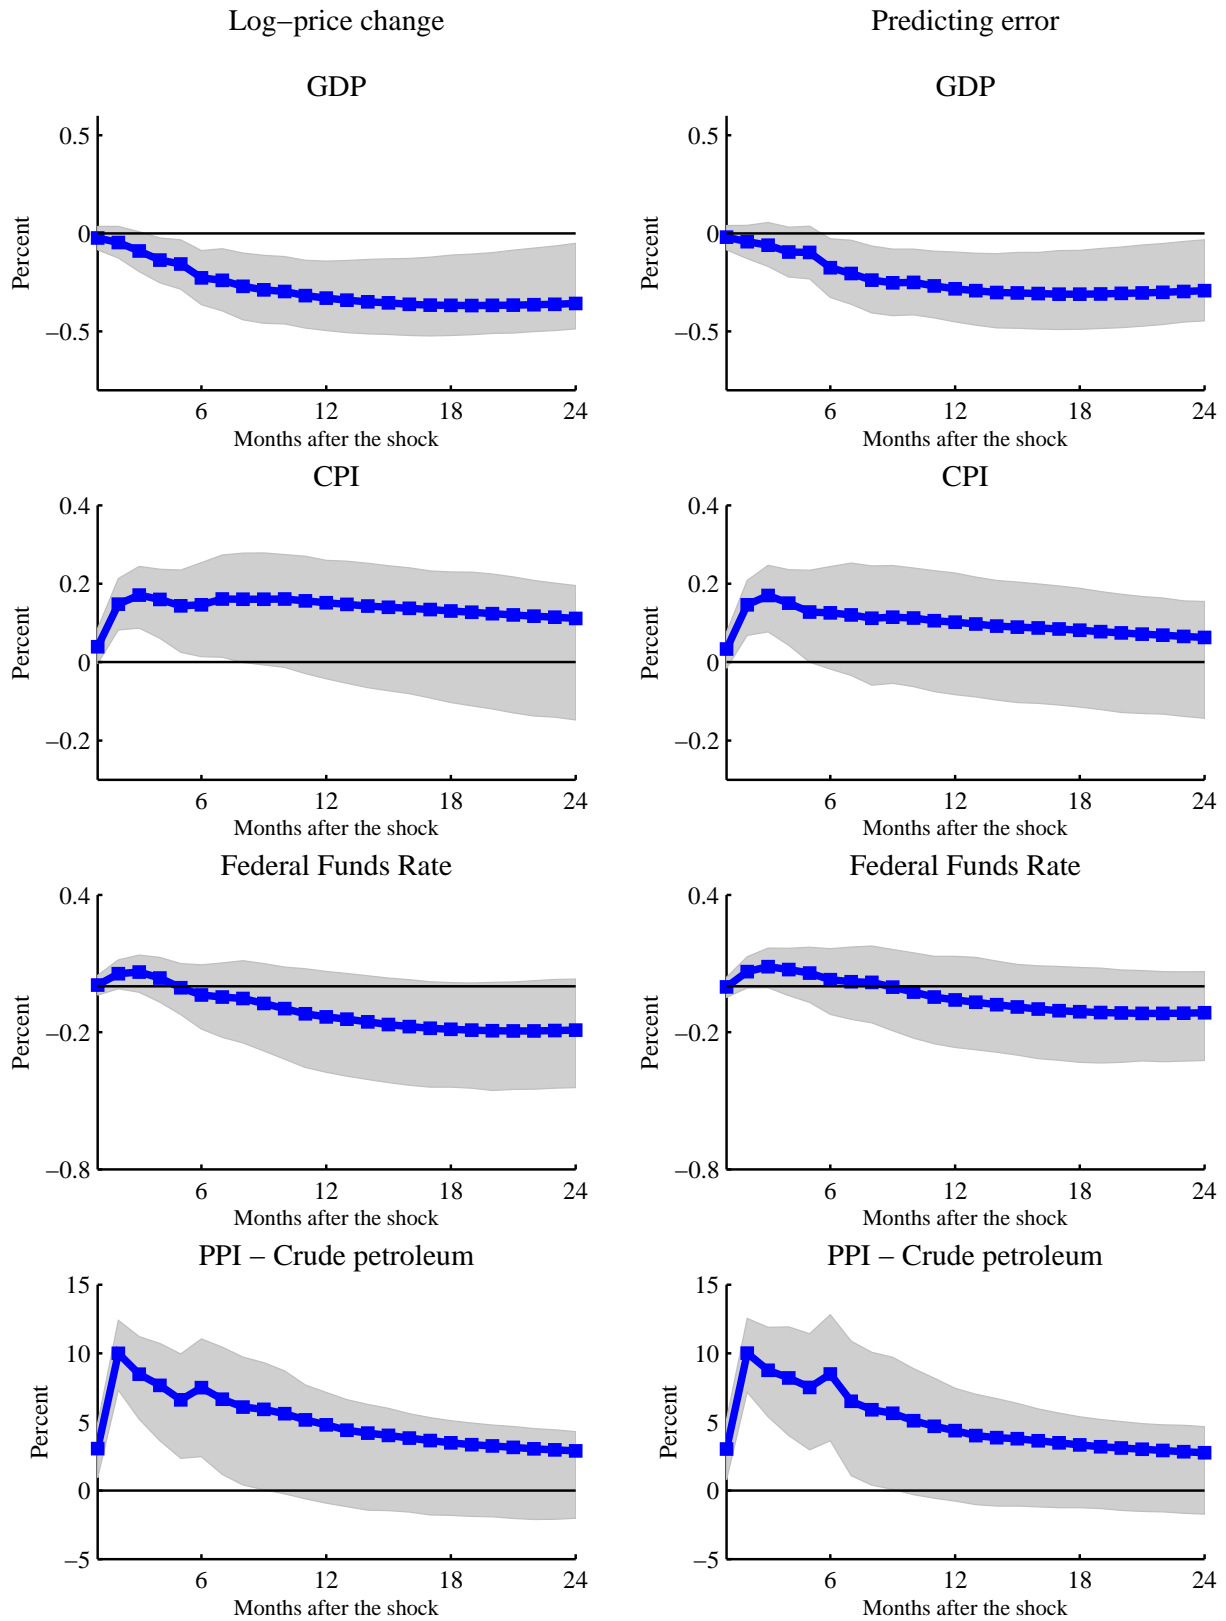 Log−price change
Predicting error
GDP
GDP
0.5
0
−0.5
Percent
6 12 18 24
Months after the shock
0.5
0
−0.5
Percent
6 12 18 24
Months after the shock
CPI
CPI
0.4
0.2
0
−0.2
Percent
6 12 18 24
Months after the shock
0.4
0.2
0
−0.2
Percent
6 12 18 24
Months after the shock
Federal Funds Rate
Federal Funds Rate
0.4
−0.2
−0.8
Percent
6 12 18 24
Months after the shock
0.4
−0.2
−0.8
Percent
6 12 18 24
Months after the shock
PPI − Crude petroleum
PPI − Crude petroleum
15
10
5
0
−5
Percent
6 12 18 24
Months after the shock
15
10
5
0
−5
Percent
6 12 18 24
Months after the shock